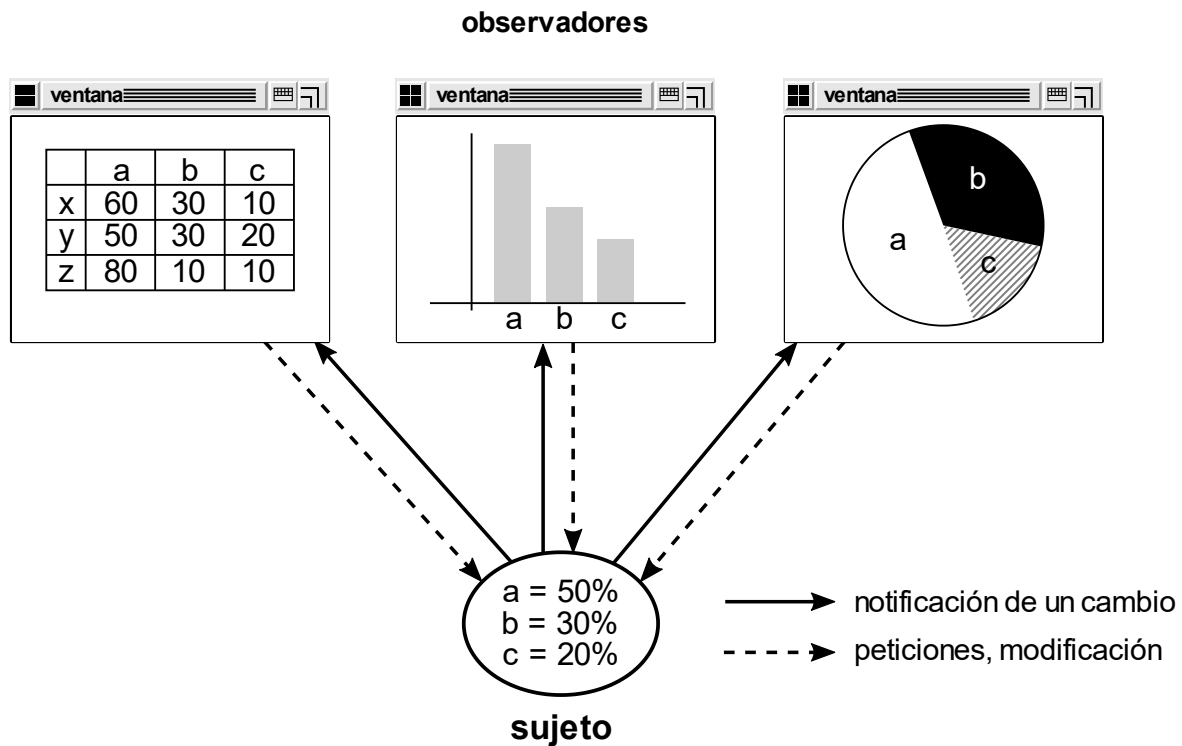 observadores
ventana
ventana
ventana
a b c
x 60 30 10
y 50 30 20
z 80 10 10
a b c
b
a
c
a = 50%
b = 30%
c = 20%
notificación de un cambio
peticiones, modificación
sujeto